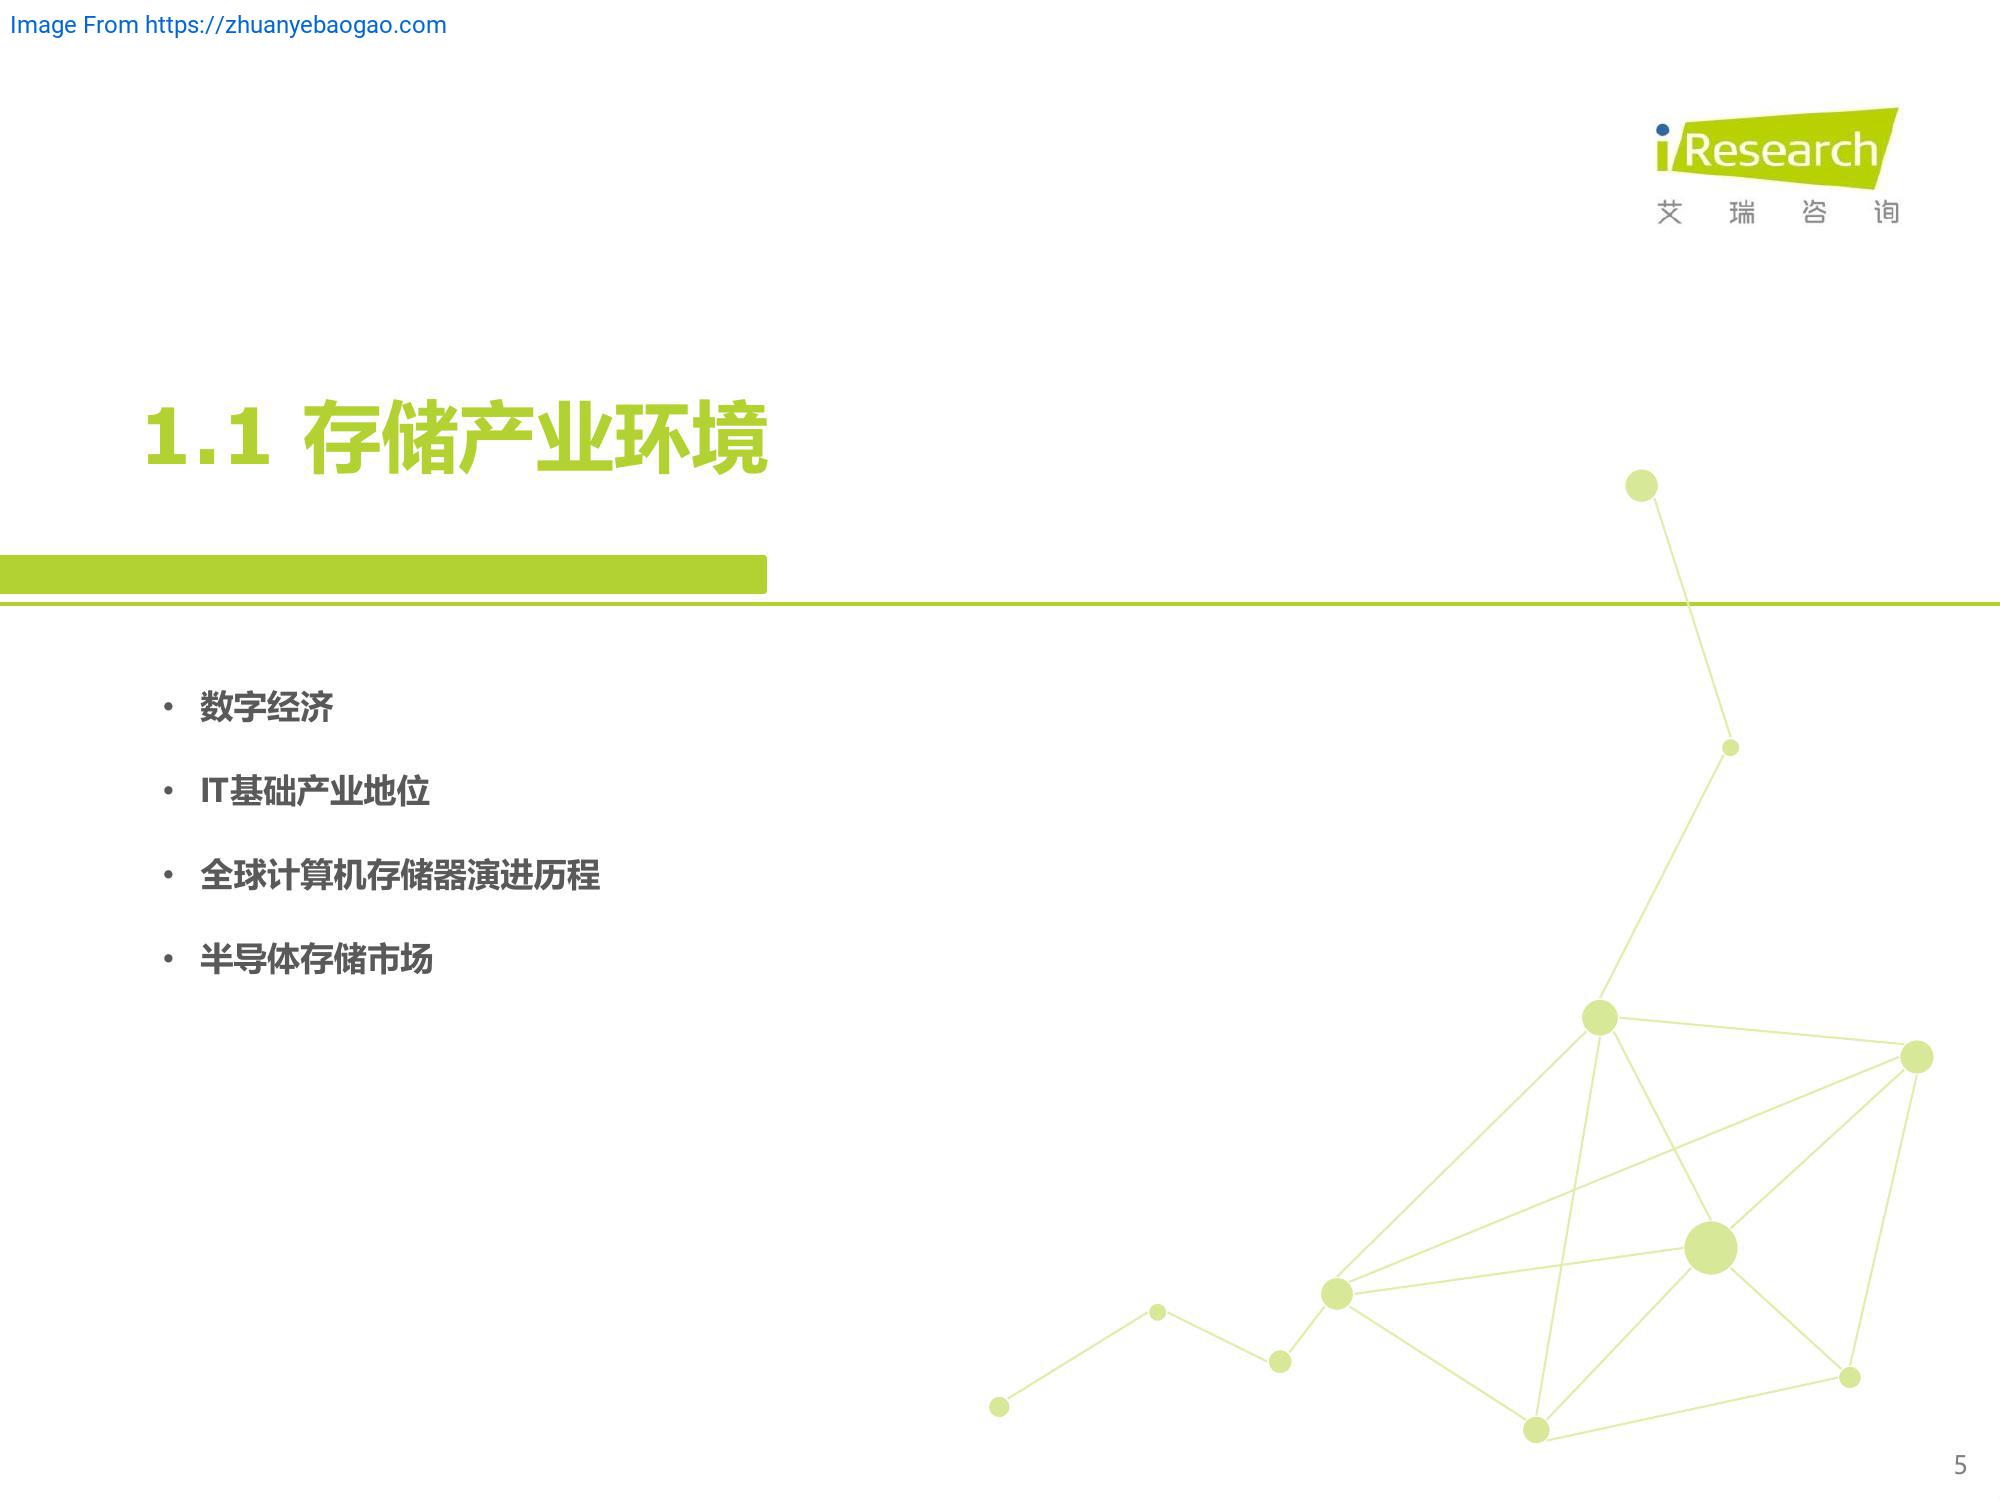 Image From https://zhuanyebaogao.com
iResearch
艾瑞咨询
1.1 存储产业环境
• 数字经济
• IT基础产业地位
• 全球计算机存储器演进历程
• 半导体存储市场
5